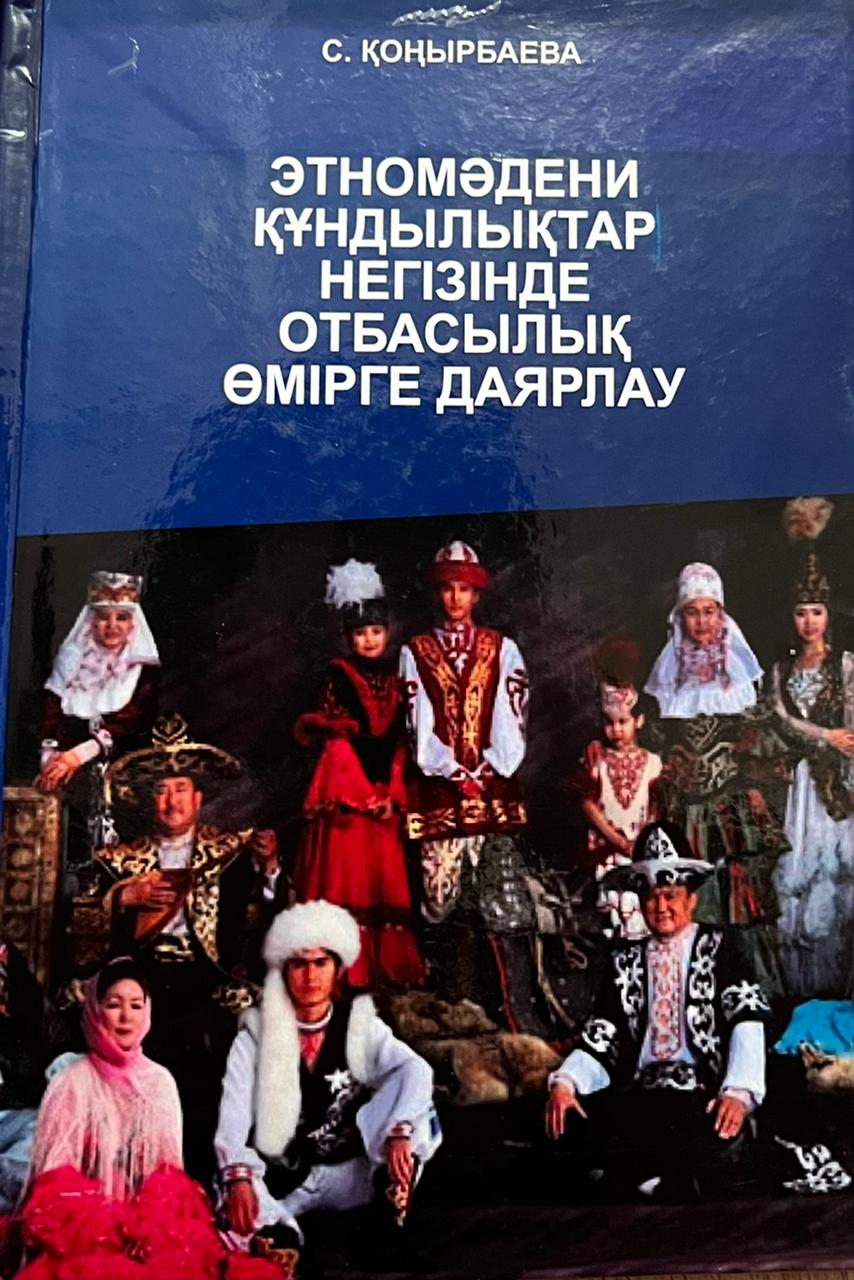 С. ҚОҢЫРБАЕВА
ЭТНОМӘДЕНИ
ҚҰНДЫЛЫҚТАР
НЕГІЗІНДЕ
ОТБАСЫЛЫҚ
ӨМІРГЕ ДАЯРЛАУ